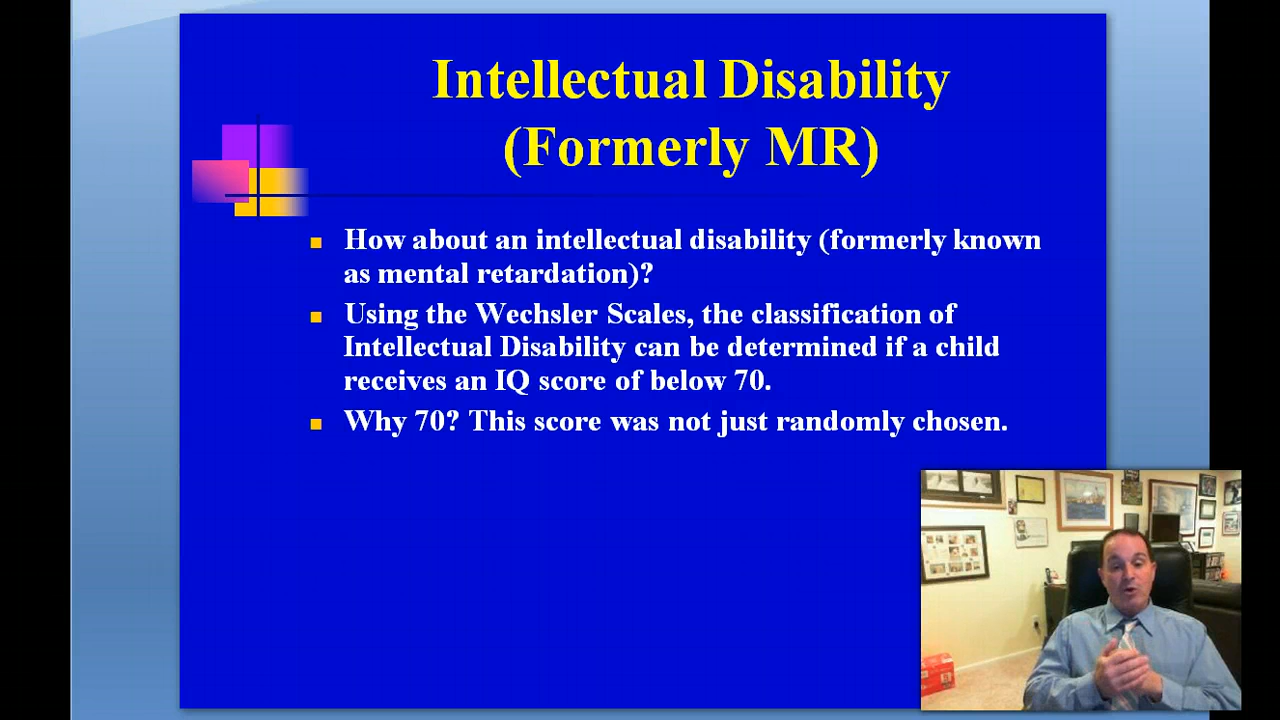 Intellectual Disability
(Formerly MR)
How about an intellectual disability (formerly known
as mental retardation)?
Using the Wechsler Scales, the classification of
Intellectual Disability can be determined if a child
receives an IQ score of below 70.
Why 70? This score was not just randomly chosen.